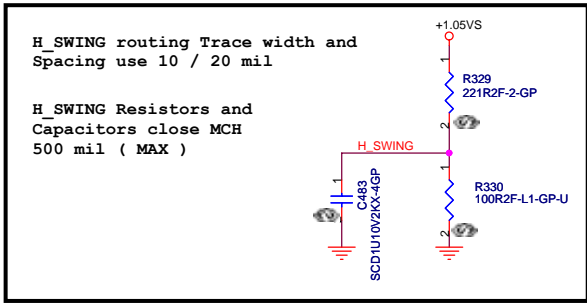 H_SWING routing Trace width and
Spacing use 10 / 20 mil
H_SWING Resistors and
Capacitors close MCH
500 mil ( MAX )
+1.05VS
1
R329
221R2F-2-GP
2
H_SWING
1
C483
SCD1U10V2KX-4GP
1
R330
100R2F-L1-GP-U
2